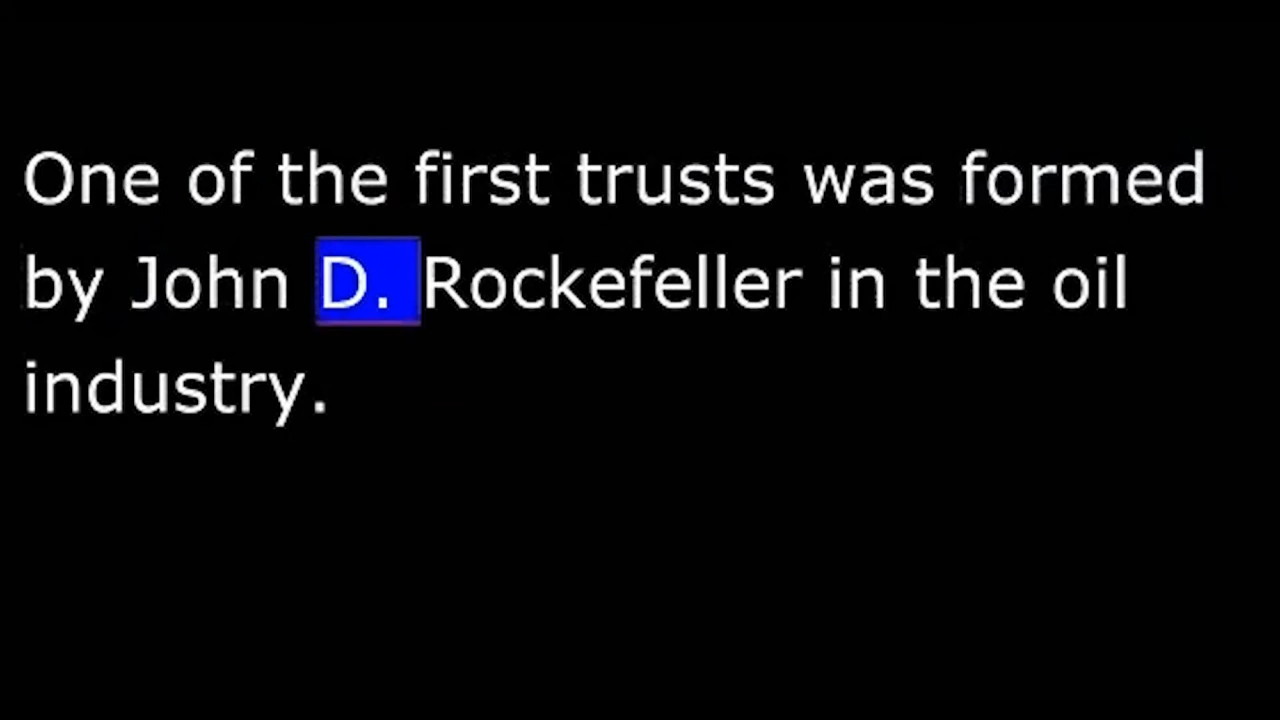 One of the first trusts was formed
by John D. Rockefeller in the oil
industry.